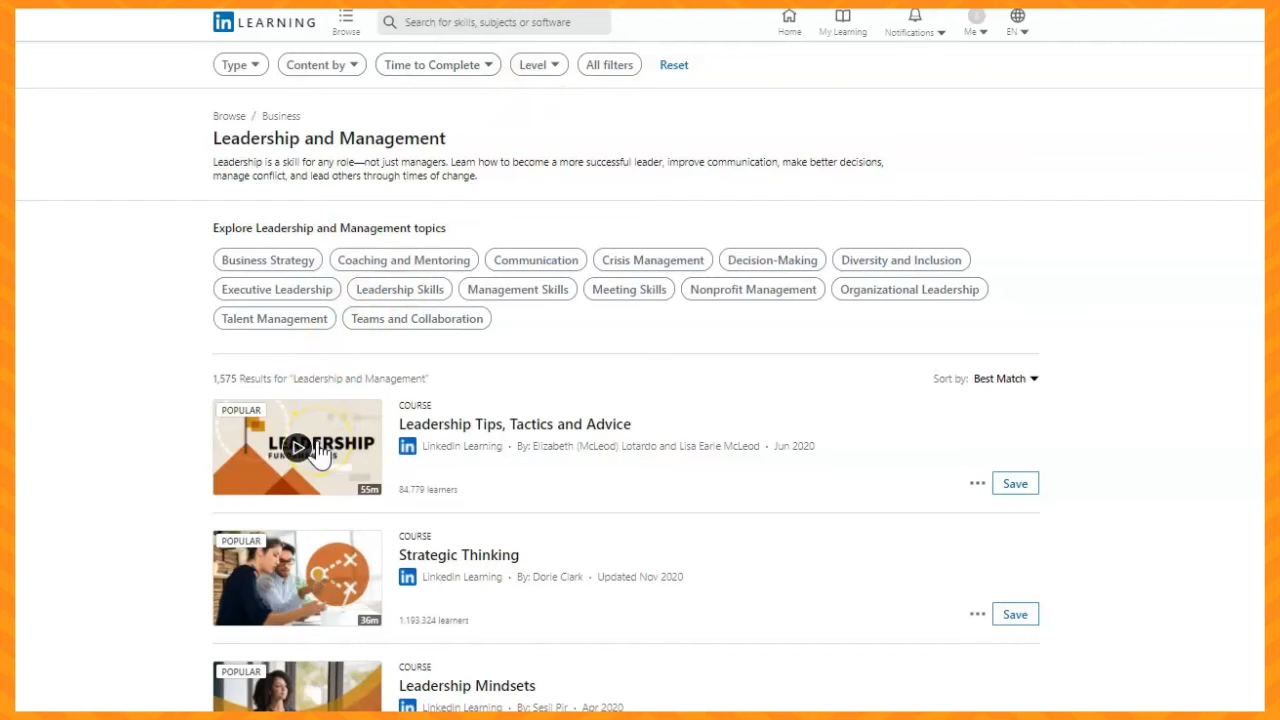 in LEARNING
Browse
Search for skills, subjects or software
Home
My Learning
Notifications
Me
EN
Type
Content by
Time to Complete
Level
All filters
Reset
Browse / Business
Leadership and Management
Leadership is a skill for any role—not just managers. Learn how to become a more successful leader, improve communication, make better decisions,
manage conflict, and lead others through times of change.
Explore Leadership and Management topics
Business Strategy
Coaching and Mentoring
Communication
Crisis Management
Decision-Making
Diversity and Inclusion
Executive Leadership
Leadership Skills
Management Skills
Meeting Skills
Nonprofit Management
Organizational Leadership
Talent Management
Teams and Collaboration
1,575 Results for "Leadership and Management"
Sort by: Best Match
POPULAR
LEADERSHIP
55m
COURSE
Leadership Tips, Tactics and Advice
in LinkedIn Learning • By: Elizabeth (McLeod) Lotardo and Lisa Earle McLeod • Jun 2020
84,779 learners
••• Save
POPULAR
36m
COURSE
Strategic Thinking
in LinkedIn Learning • By: Dorie Clark • Updated Nov 2020
1,193,324 learners
••• Save
POPULAR
COURSE
Leadership Mindsets
in LinkedIn Learning • By: Sesil Pir • Apr 2020